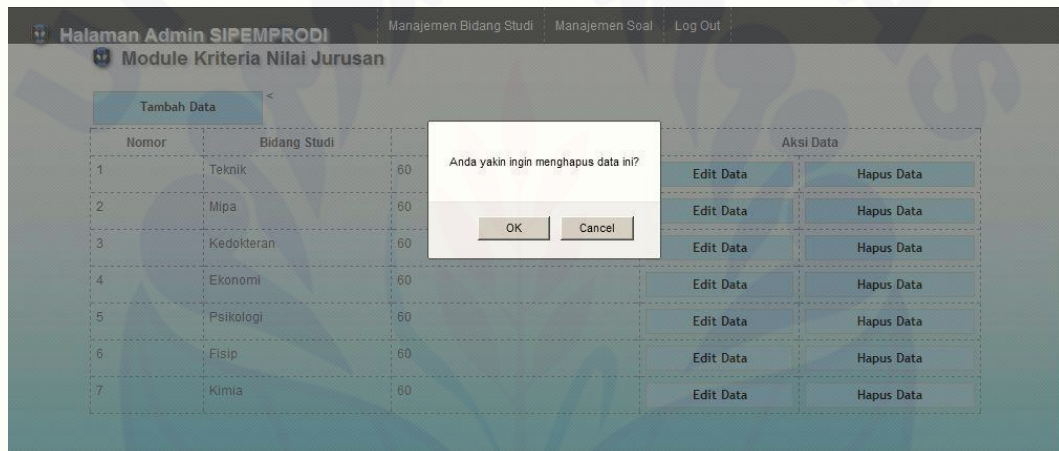 Manajemen Bidang Studi Manajemen Soal Log Out
Halaman Admin SIPEMPRODI
Module Kriteria Nilai Jurusan
Tambah Data <
Nomor Bidang Studi Aksi Data
Anda yakin ingin menghapus data ini?
OK Cancel
1 Teknik 60 Edit Data Hapus Data
2 Mipa 60 Edit Data Hapus Data
3 Kedokteran 60 Edit Data Hapus Data
4 Ekonomi 60 Edit Data Hapus Data
5 Psikologi 60 Edit Data Hapus Data
6 Fisip 60 Edit Data Hapus Data
7 Kimia 60 Edit Data Hapus Data